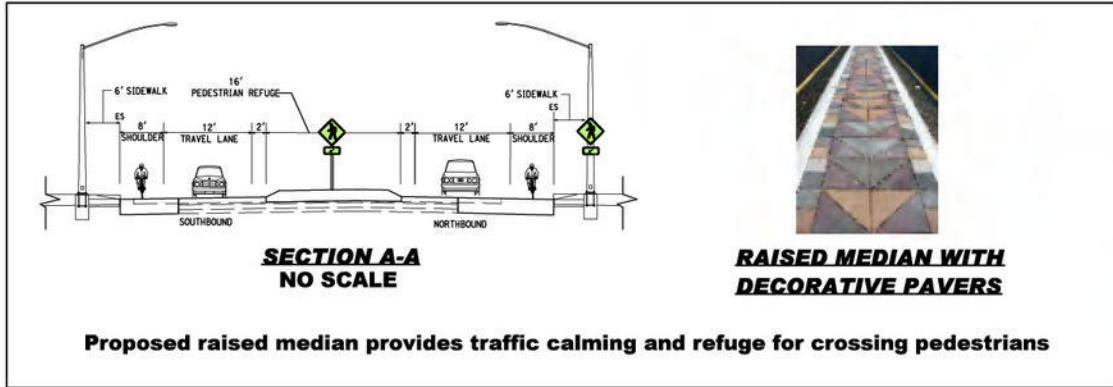 16'
PEDESTRIAN REFUGE
6' SIDEWALK
6' SIDEWALK
ES
ES
8'
SHOULDER
12'
TRAVEL LANE
2'
2'
12'
TRAVEL LANE
8'
SHOULDER
SOUTHBOUND
NORTHBOUND
SECTION A-A
NO SCALE
RAISED MEDIAN WITH
DECORATIVE PAVERS
Proposed raised median provides traffic calming and refuge for crossing pedestrians